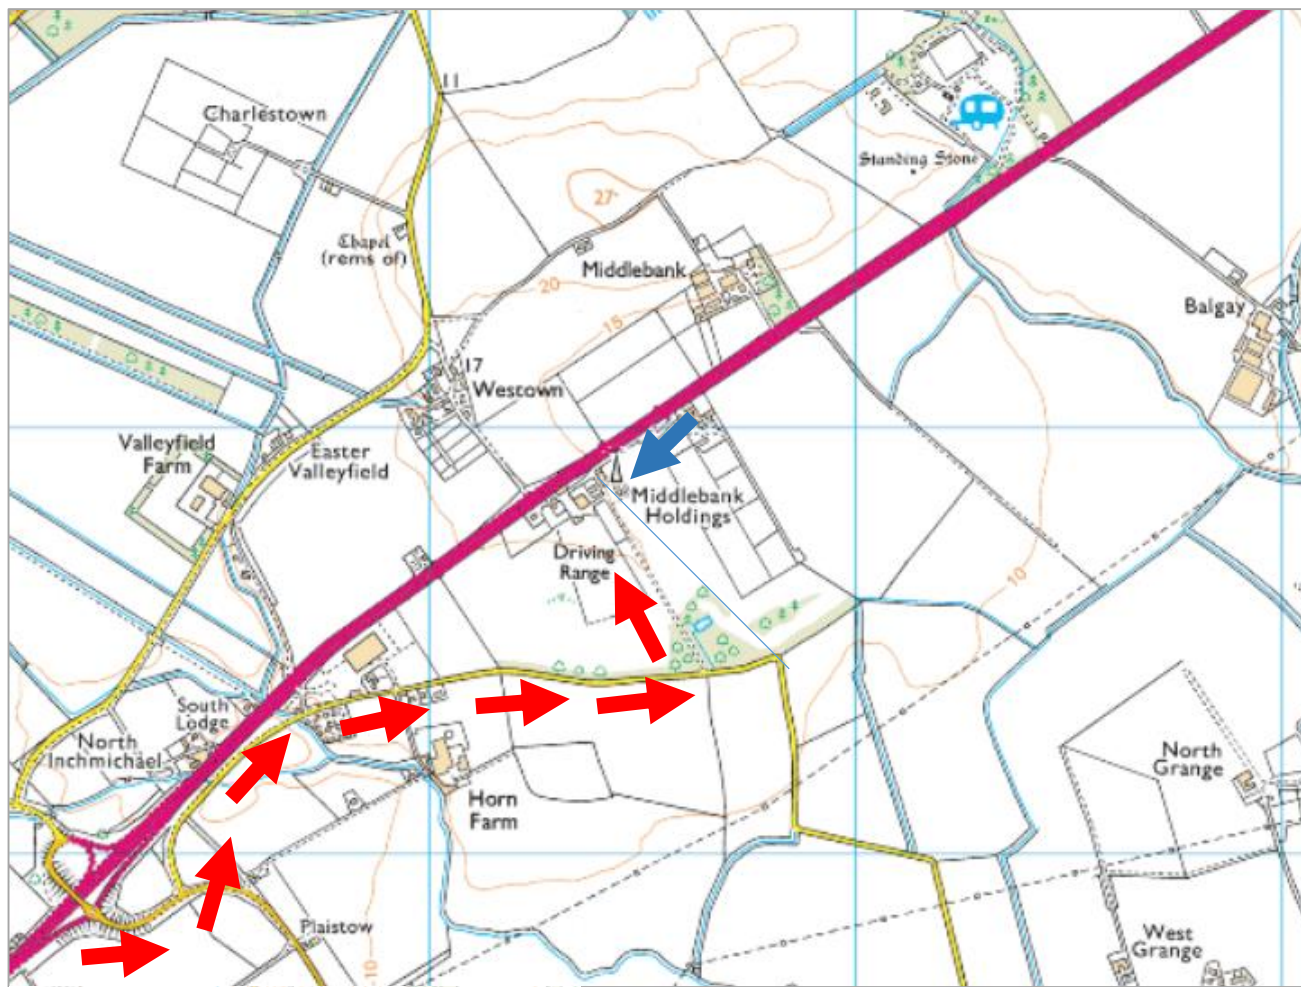 11
Charlestown
Standing Stone
27
Chapel
(rems of)
Middlebank
20
15
Balgay
17
Westown
Valleyfield
Farm
Easter
Valleyfield
Middlebank
Holdings
Driving
Range
10
South
Lodge
North
Inchmichael
North
Grange
Horn
Farm
Plaistow
West
Grange
10